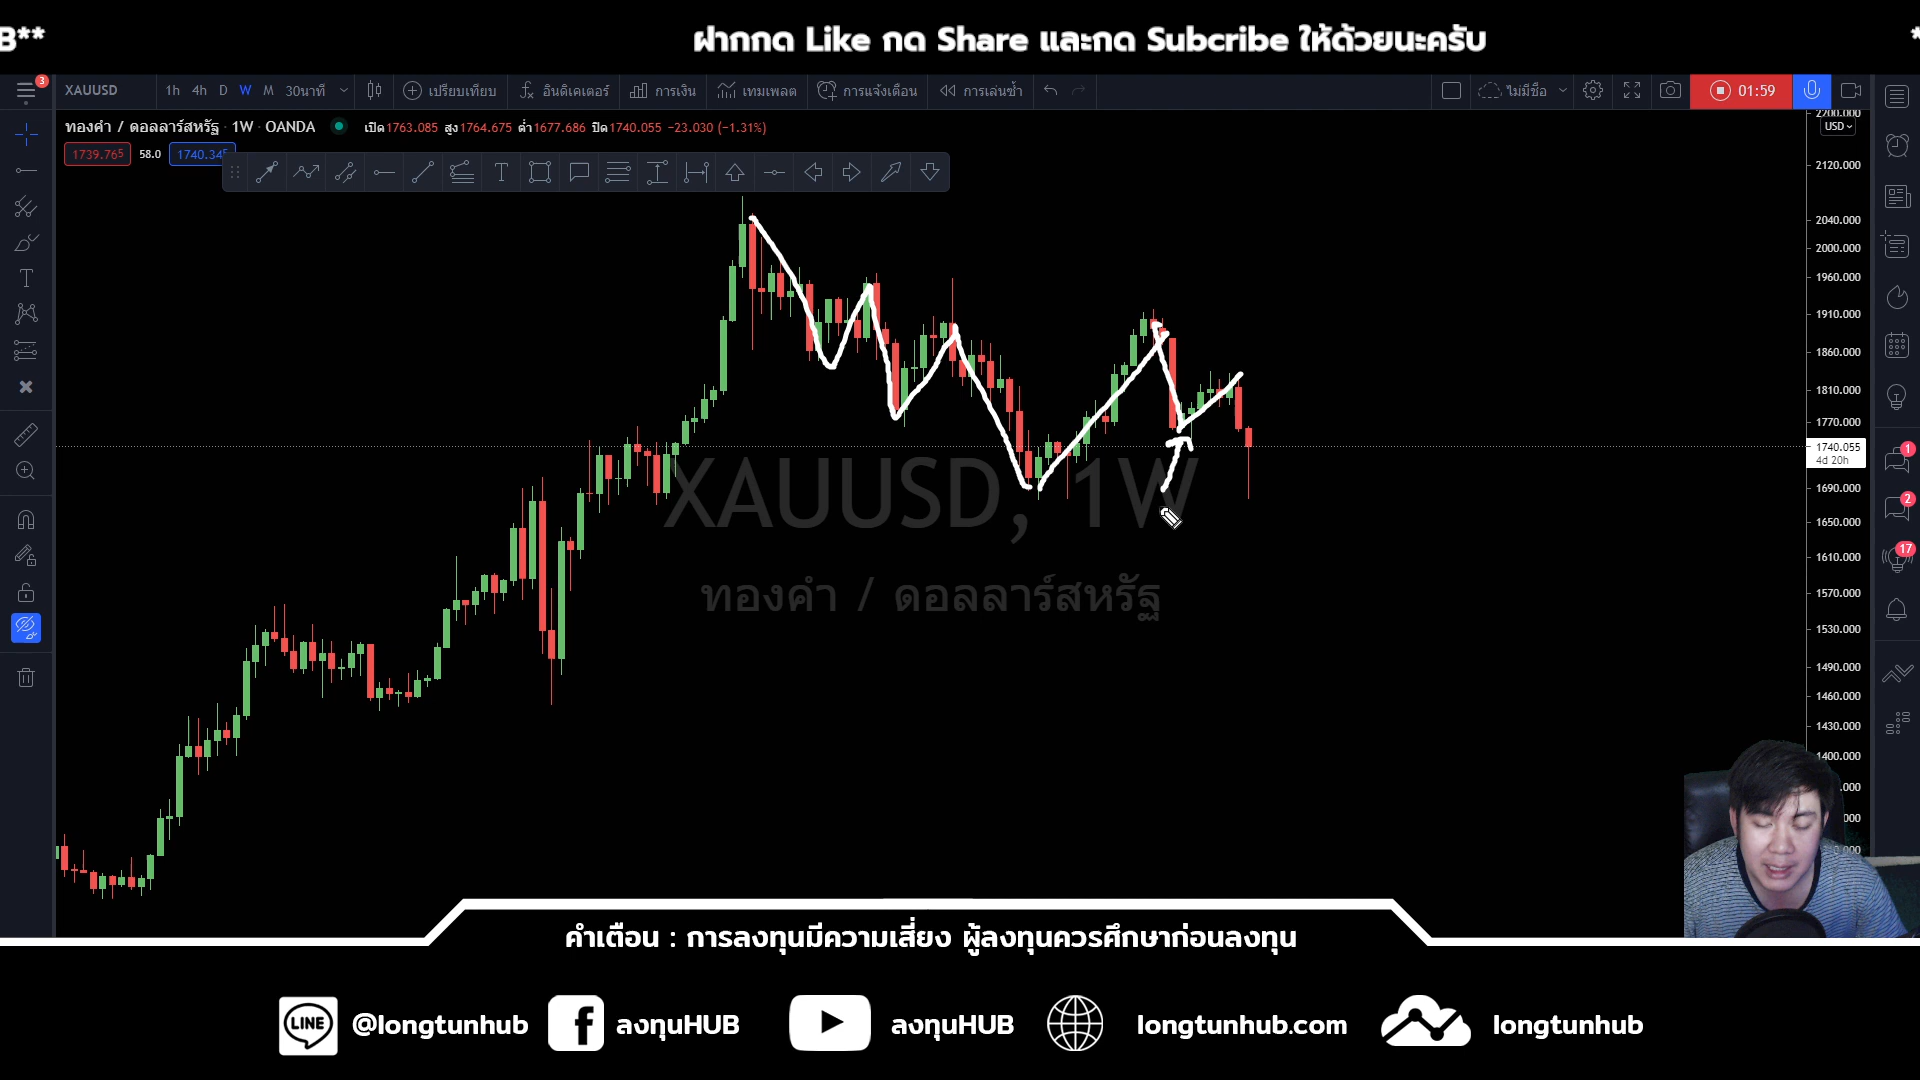 B**
ฝากกด Like กด Share และกด Subcribe ให้ด้วยนะครับ
*
3
XAUUSD 1h 4h D W M 30นาที เปรียบเทียบ อินดิเคเตอร์ การเงิน เทมเพลต การแจ้งเตือน การเล่นซ้ำ ไม่มีชื่อ 01:59
ทองคำ / ดอลลาร์สหรัฐ · 1W · OANDA เปิด1763.085 สูง1764.675 ต่ำ1677.686 ปิด1740.055 −23.030 (−1.31%)
1739.765 58.0 1740.345
2200.000
USD
2120.000
2040.000
2000.000
1960.000
1910.000
1860.000
1810.000
1770.000
1740.055
4d 20h
1690.000
1650.000
1610.000
1570.000
1530.000
1490.000
1460.000
1430.000
1400.000
1
2
17
XAUUSD, 1W
ทองคำ / ดอลลาร์สหรัฐ
คำเตือน : การลงทุนมีความเสี่ยง ผู้ลงทุนควรศึกษาก่อนลงทุน
LINE @longtunhub ลงทุนHUB ลงทุนHUB longtunhub.com longtunhub